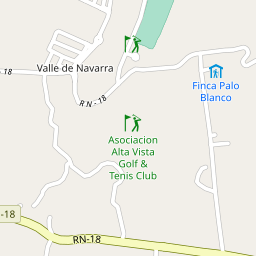 Valle de Navarra
-18
RN-18
Finca Palo
Blanco
Asociacion
Alta Vista
Golf &
Tenis Club
-18
RN-18